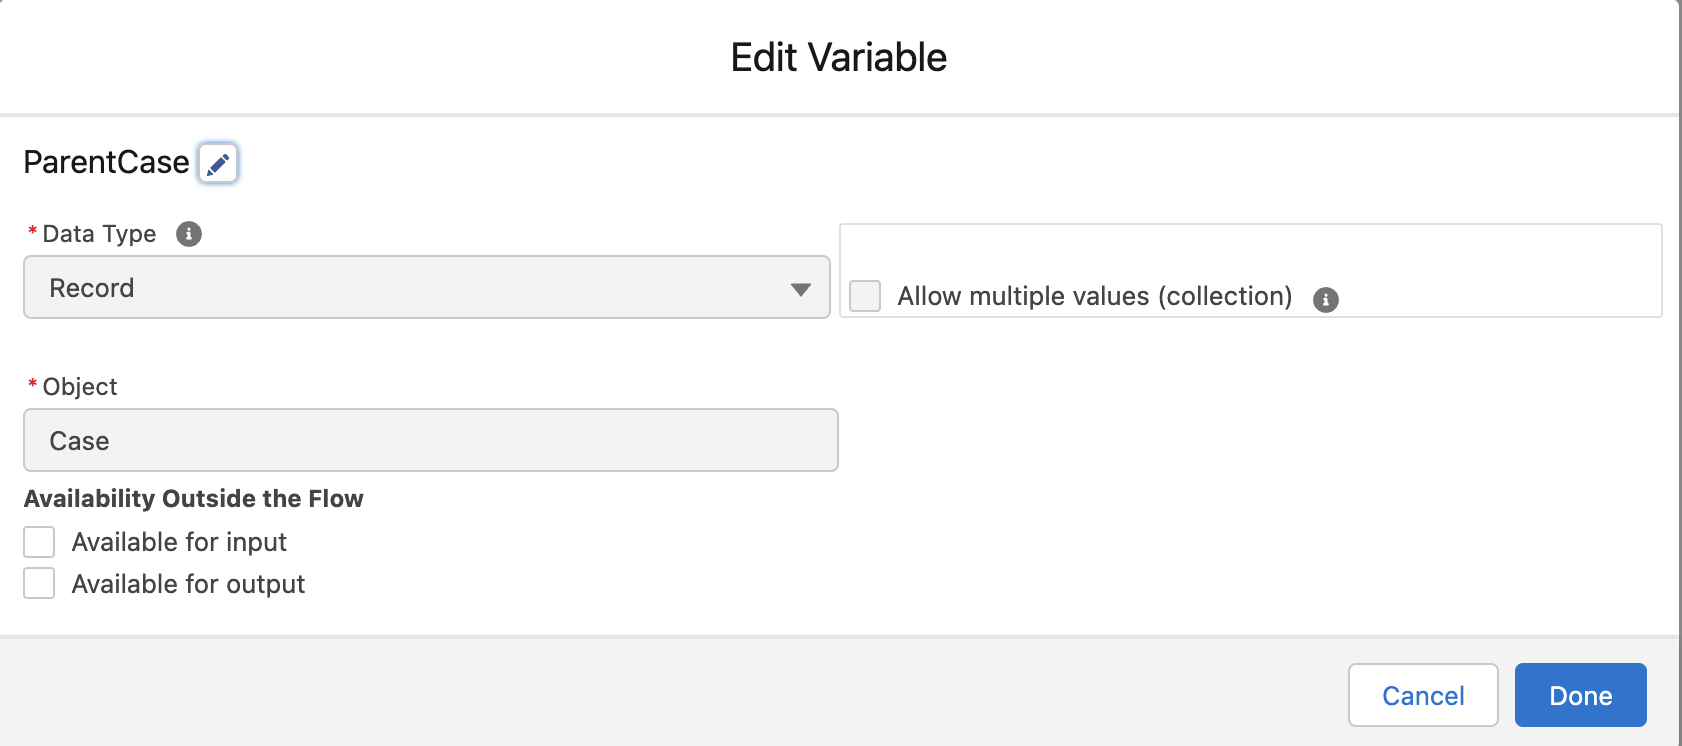 Edit Variable
ParentCase
* Data Type
Record
Allow multiple values (collection)
* Object
Case
Availability Outside the Flow
Available for input
Available for output
Cancel
Done